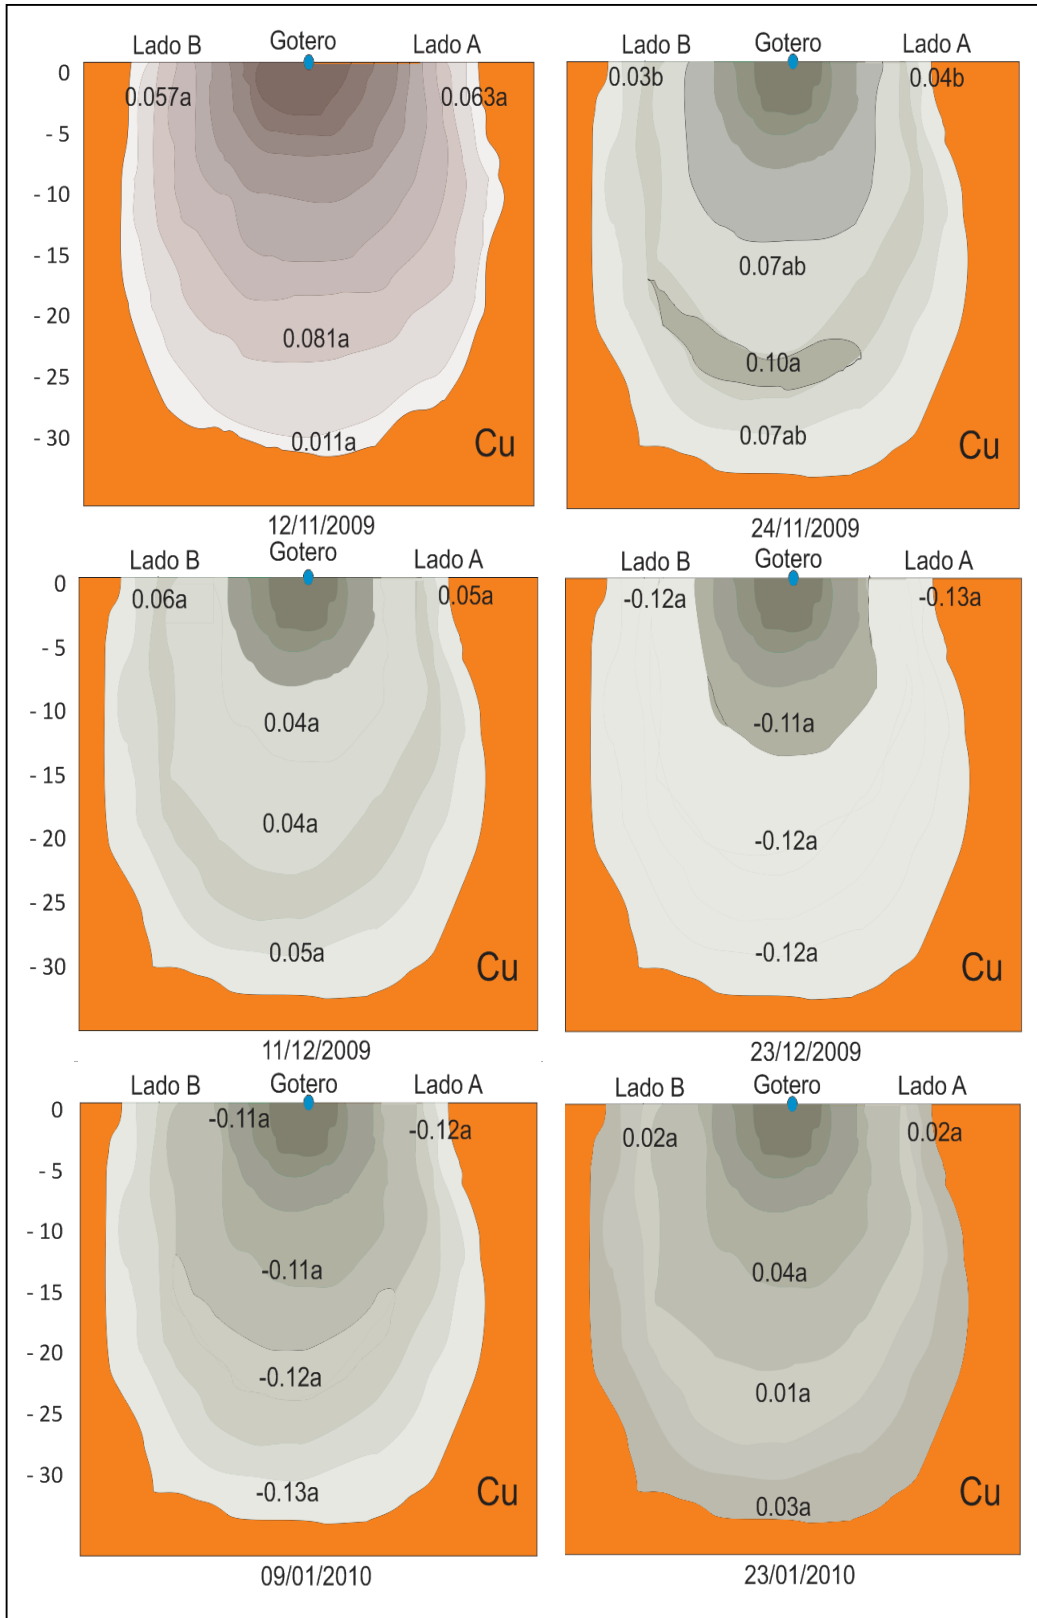 Lado B Gotero Lado A Lado B Gotero Lado A
0 0.057a 0.063a 0.03b 0.04b
- 5
- 10
- 15 0.07ab
- 20 0.081a
- 25 0.10a
- 30 0.011a Cu 0.07ab Cu
12/11/2009 24/11/2009
Lado B Gotero Lado A Lado B Gotero Lado A
0 0.06a 0.05a -0.12a -0.13a
- 5
- 10 0.04a -0.11a
- 15
- 20 0.04a -0.12a
- 25
- 30 0.05a Cu -0.12a Cu
11/12/2009 23/12/2009
Lado B Gotero Lado A Lado B Gotero Lado A
0 -0.11a -0.12a 0.02a 0.02a
- 5
- 10
- 15 -0.11a 0.04a
- 20 -0.12a 0.01a
- 25
- 30 -0.13a Cu 0.03a Cu
09/01/2010 23/01/2010